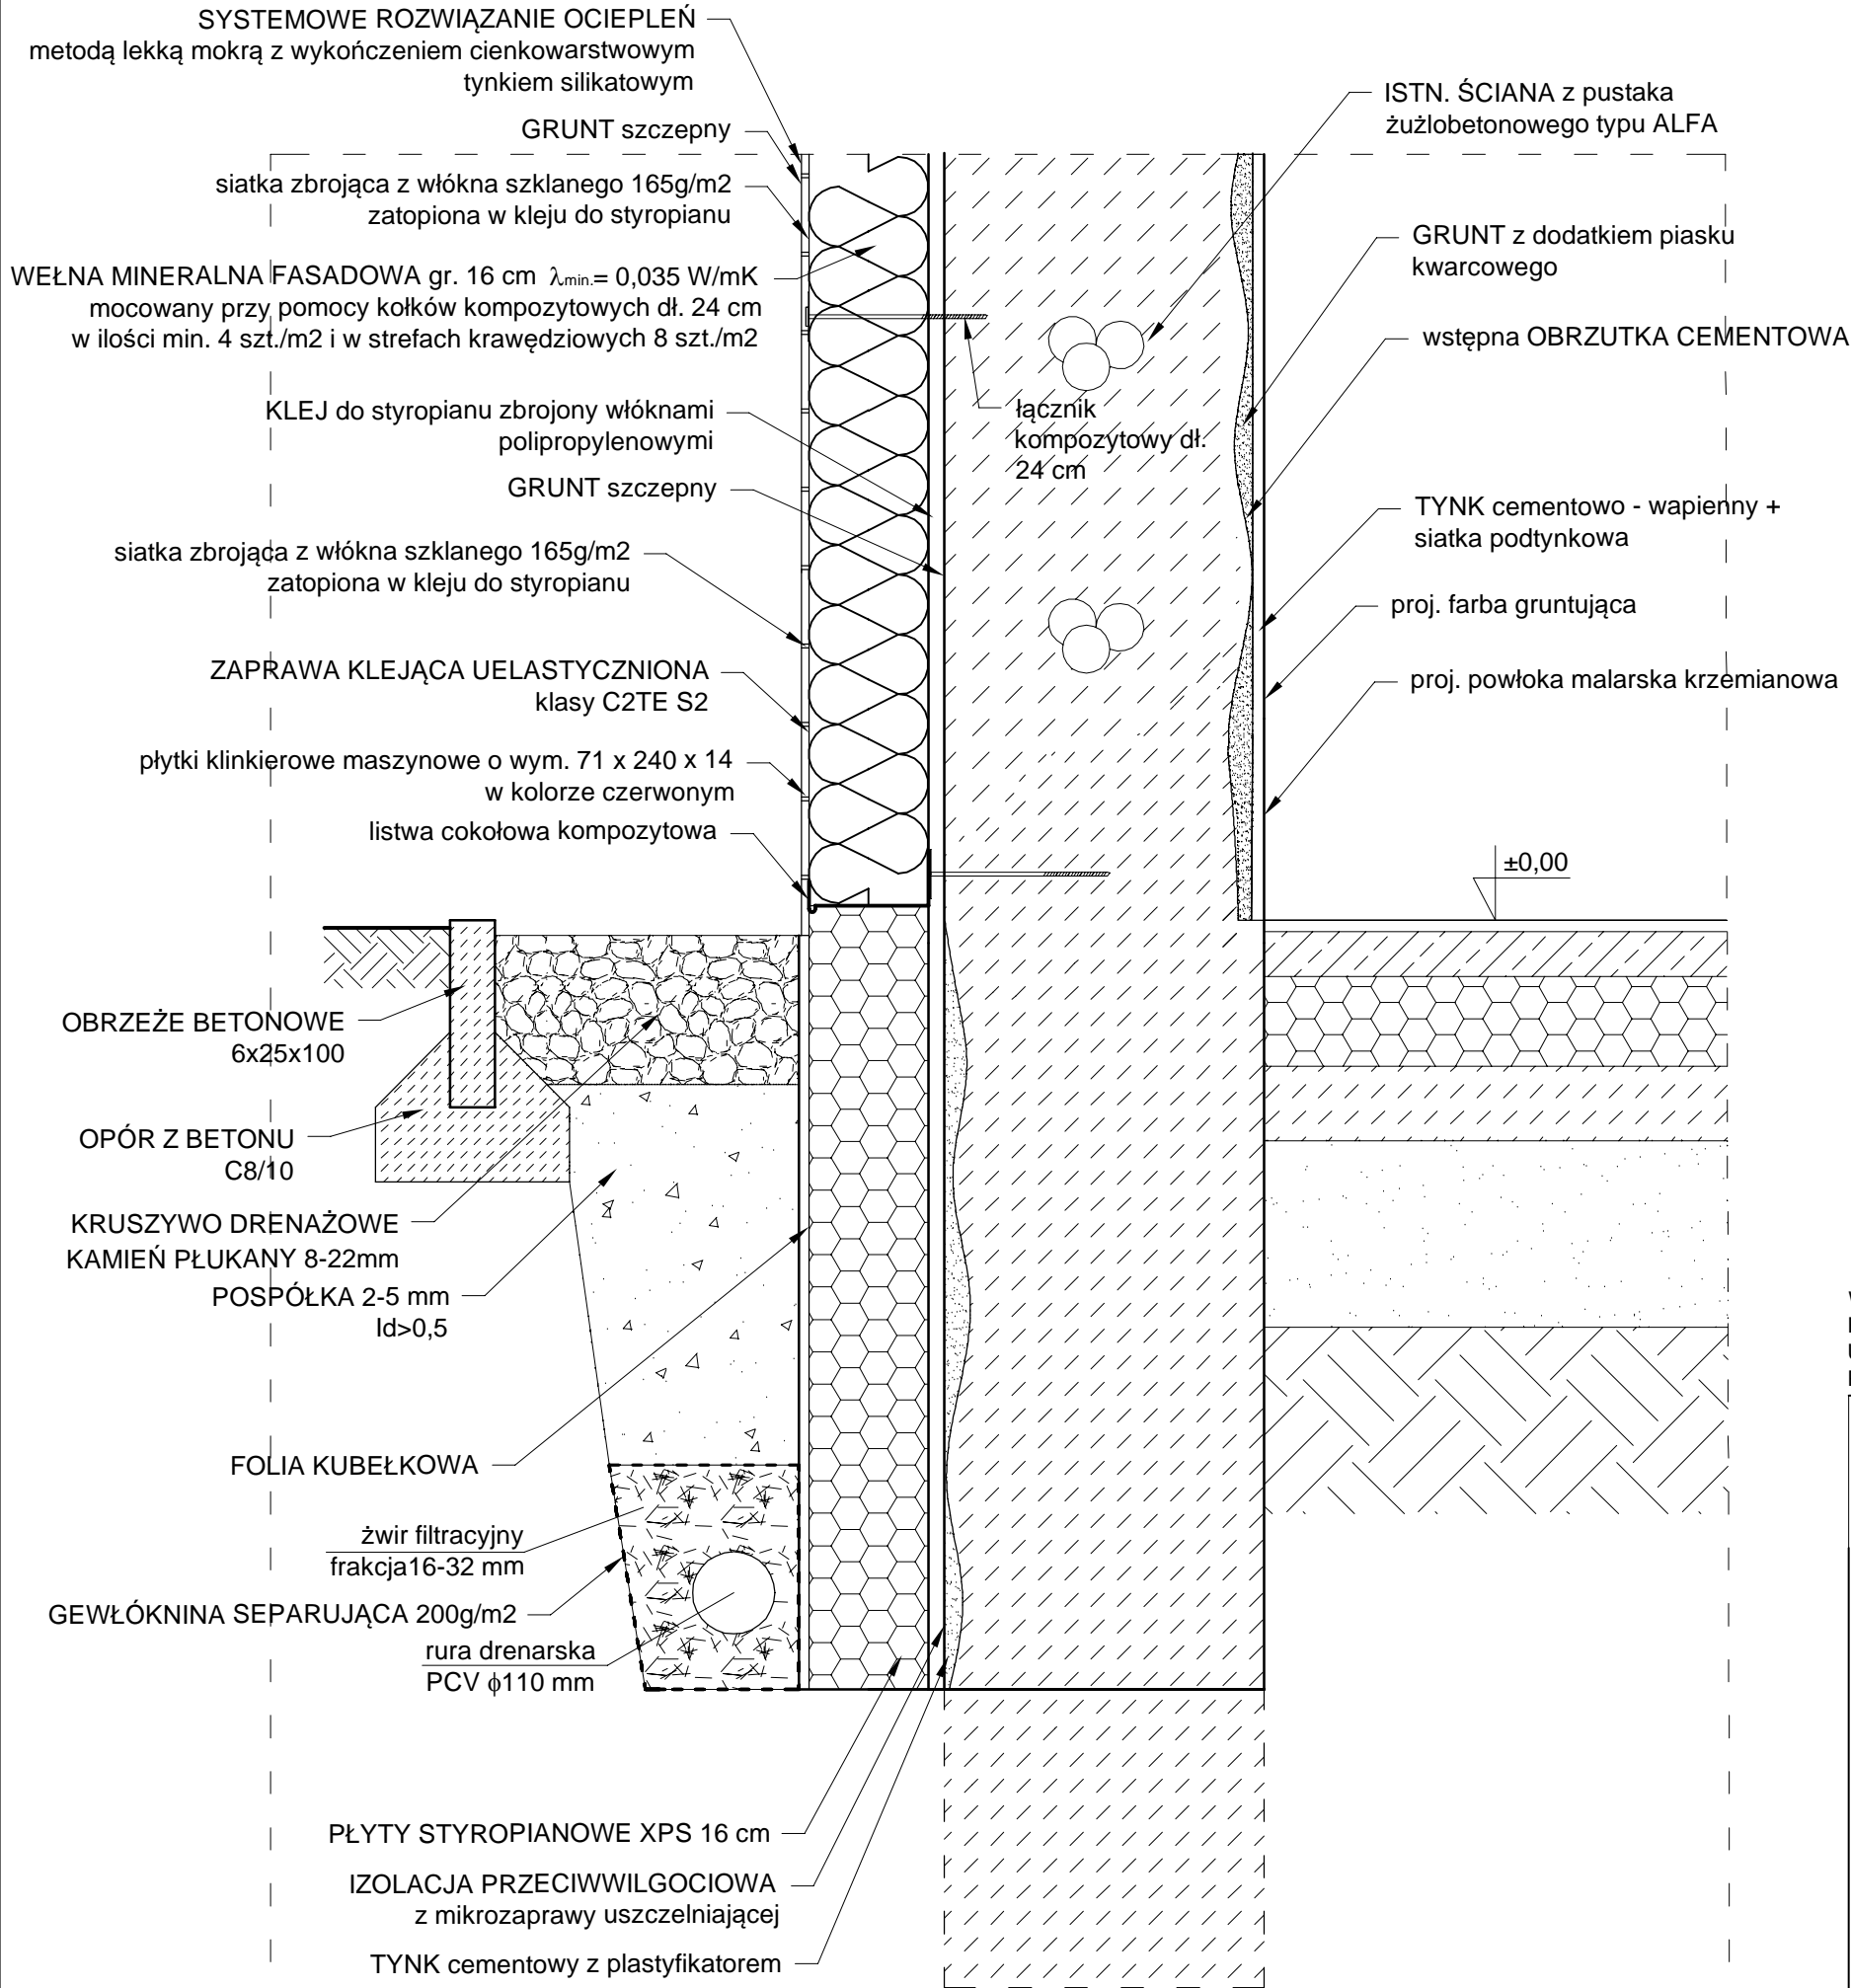 SYSTEMOWE ROZWIĄZANIE OCIEPLEŃ
metodą lekką mokrą z wykończeniem cienkowarstwowym
tynkiem silikatowym
GRUNT szczepny
siatka zbrojąca z włókna szklanego 165g/m2
zatopiona w kleju do styropianu
WEŁNA MINERALNA FASADOWA gr. 16 cm λmin.= 0,035 W/mK
mocowany przy pomocy kołków kompozytowych dł. 24 cm
w ilości min. 4 szt./m2 i w strefach krawędziowych 8 szt./m2
KLEJ do styropianu zbrojony włóknami
polipropylenowymi
GRUNT szczepny
siatka zbrojąca z włókna szklanego 165g/m2
zatopiona w kleju do styropianu
ZAPRAWA KLEJĄCA UELASTYCZNIONA
klasy C2TE S2
płytki klinkierowe maszynowe o wym. 71 x 240 x 14
w kolorze czerwonym
listwa cokołowa kompozytowa
OBRZEŻE BETONOWE
6x25x100
OPÓR Z BETONU
C8/10
KRUSZYWO DRENAŻOWE
KAMIEŃ PŁUKANY 8-22mm
POSPÓŁKA 2-5 mm
Id>0,5
FOLIA KUBEŁKOWA
żwir filtracyjny
frakcja16-32 mm
GEWŁÓKNINA SEPARUJĄCA 200g/m2
rura drenarska
PCV ϕ110 mm
PŁYTY STYROPIANOWE XPS 16 cm
IZOLACJA PRZECIWWILGOCIOWA
z mikrozaprawy uszczelniającej
TYNK cementowy z plastyfikatorem
ISTN. ŚCIANA z pustaka
żużlobetonowego typu ALFA
GRUNT z dodatkiem piasku
kwarcowego
wstępna OBRZUTKA CEMENTOWA
łącznik
kompozytowy dł.
24 cm
TYNK cementowo - wapienny +
siatka podtynkowa
proj. farba gruntująca
proj. powłoka malarska krzemianowa
±0,00